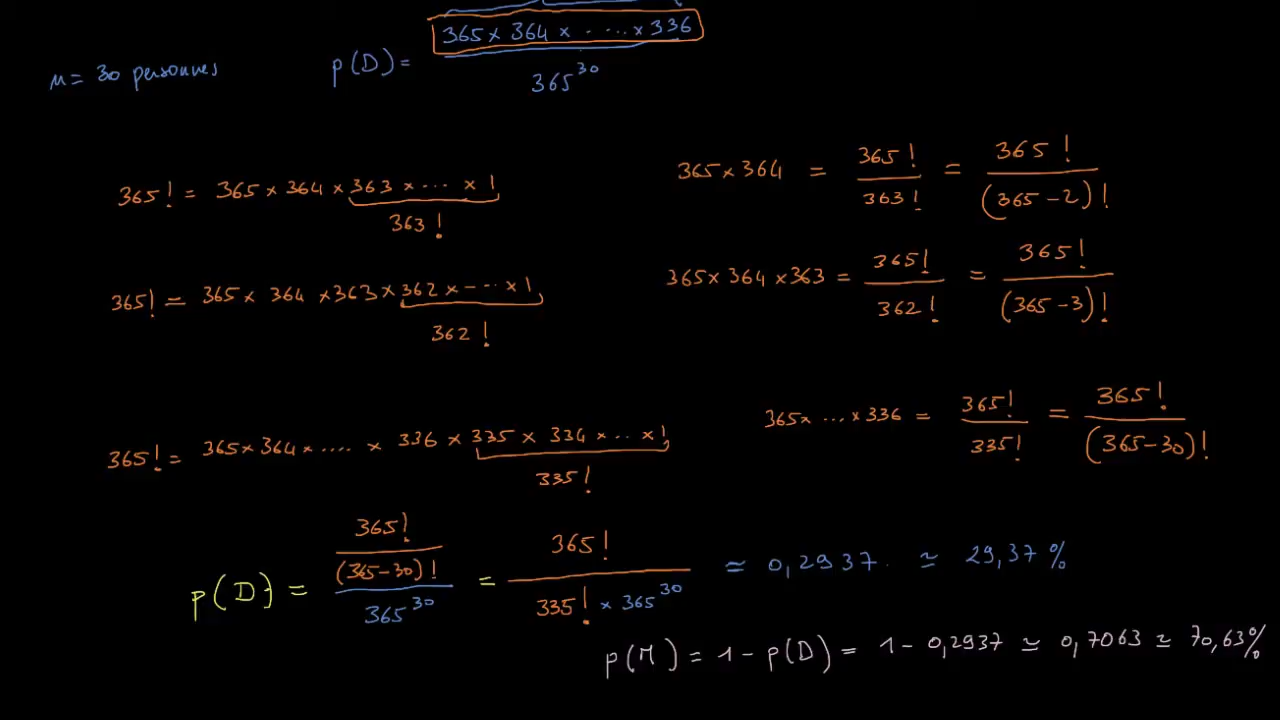 365 × 364 × ..... × 336
n = 30 personnes p(D) =
365^30
365! = 365 × 364 × 363 × ... × 1
363!
365 × 364 = 365! / 363! = 365! / (365-2)!
365! = 365 × 364 × 363 × 362 × ... × 1
362!
365 × 364 × 363 = 365! / 362! = 365! / (365-3)!
365! = 365 × 364 × .... × 336 × 335 × 334 × ... × 1
335!
365 × ... × 336 = 365! / 335! = 365! / (365-30)!
p(D) = 365! / (365-30)! / 365^30 = 365! / 335! × 365^30 ≃ 0,2937. ≃ 29,37 %
p(M) = 1 - p(D) = 1 - 0,2937 ≃ 0,7063 ≃ 70,63%